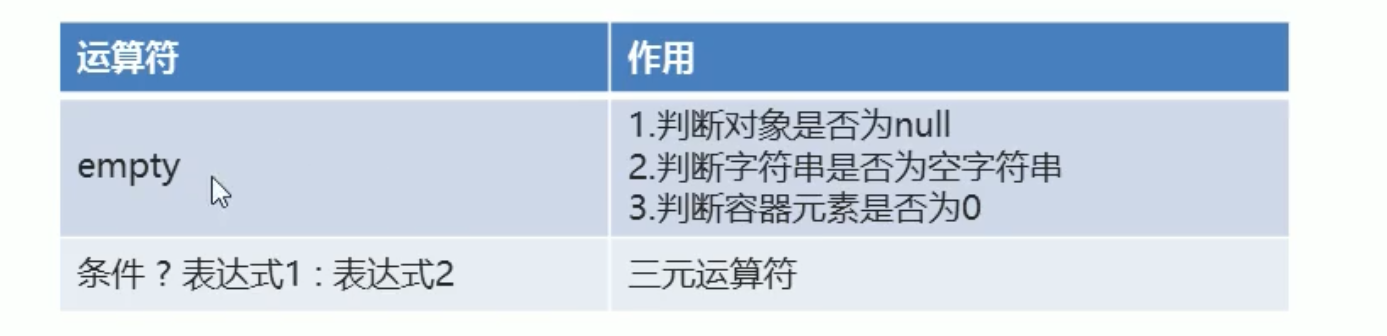 运算符
作用
empty
1.判断对象是否为null
2.判断字符串是否为空字符串
3.判断容器元素是否为0
条件 ? 表达式1 : 表达式2
三元运算符